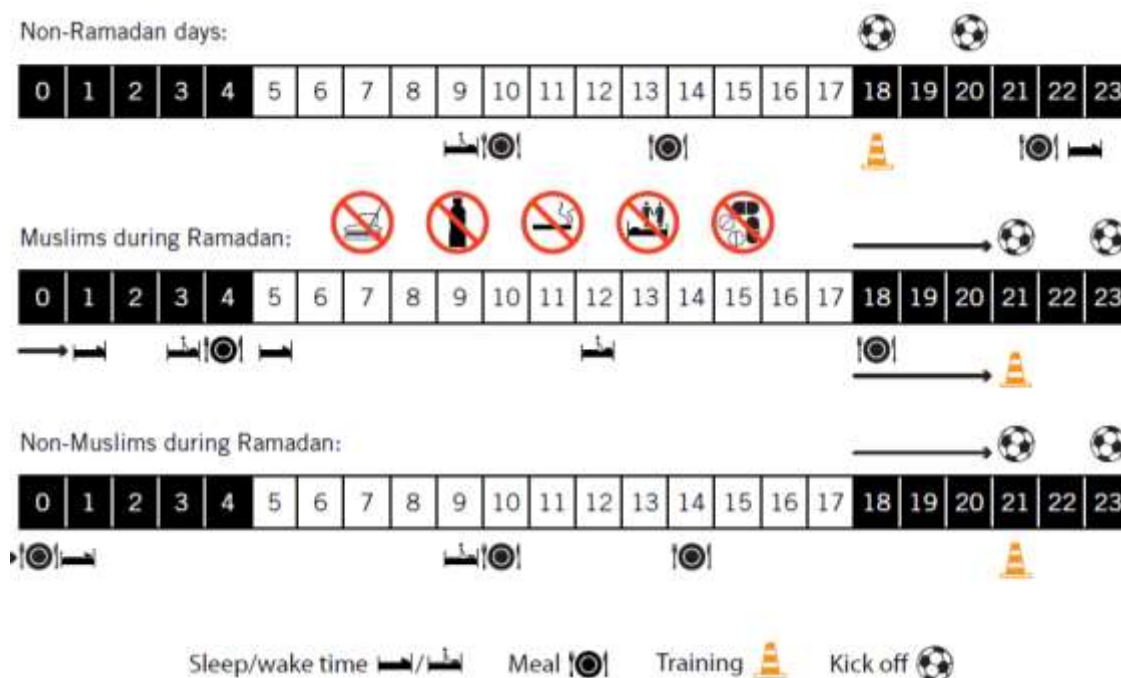 Non-Ramadan days:
0 1 2 3 4 5 6 7 8 9 10 11 12 13 14 15 16 17 18 19 20 21 22 23
Muslims during Ramadan:
0 1 2 3 4 5 6 7 8 9 10 11 12 13 14 15 16 17 18 19 20 21 22 23
Non-Muslims during Ramadan:
0 1 2 3 4 5 6 7 8 9 10 11 12 13 14 15 16 17 18 19 20 21 22 23
Sleep/wake time / Meal Training Kick off